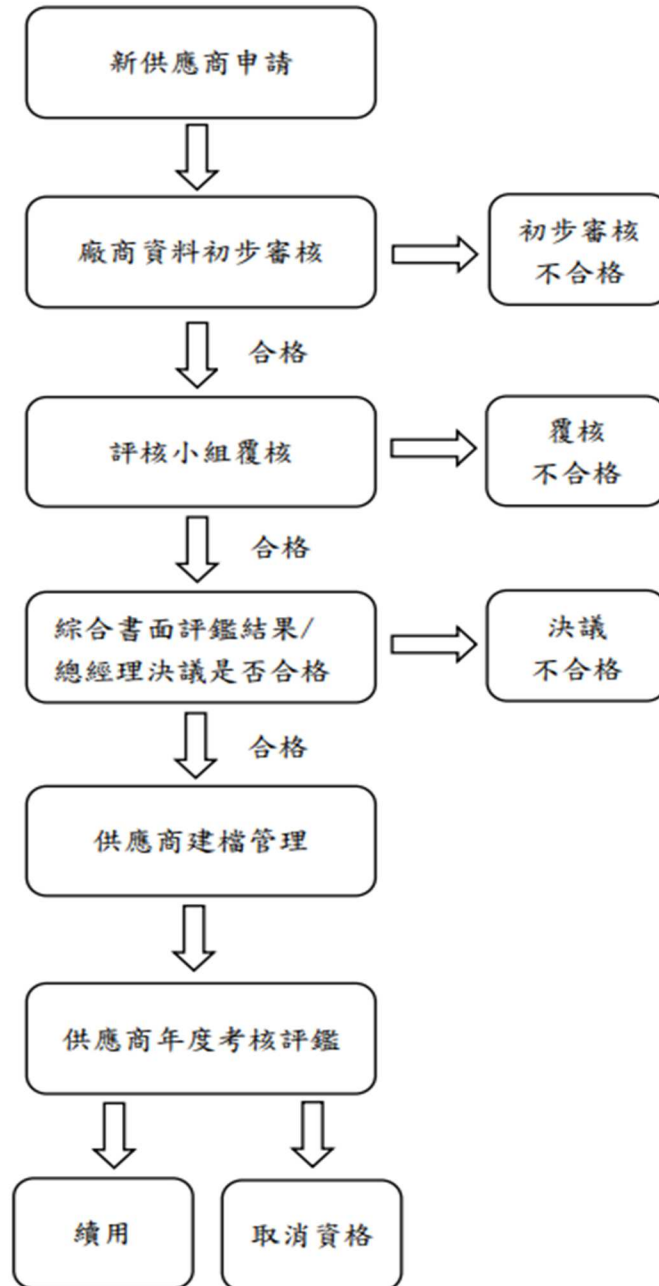 新供應商申請
廠商資料初步審核
初步審核
不合格
合格
評核小組覆核
覆核
不合格
合格
綜合書面評鑑結果/
總經理決議是否合格
決議
不合格
合格
供應商建檔管理
供應商年度考核評鑑
續用
取消資格